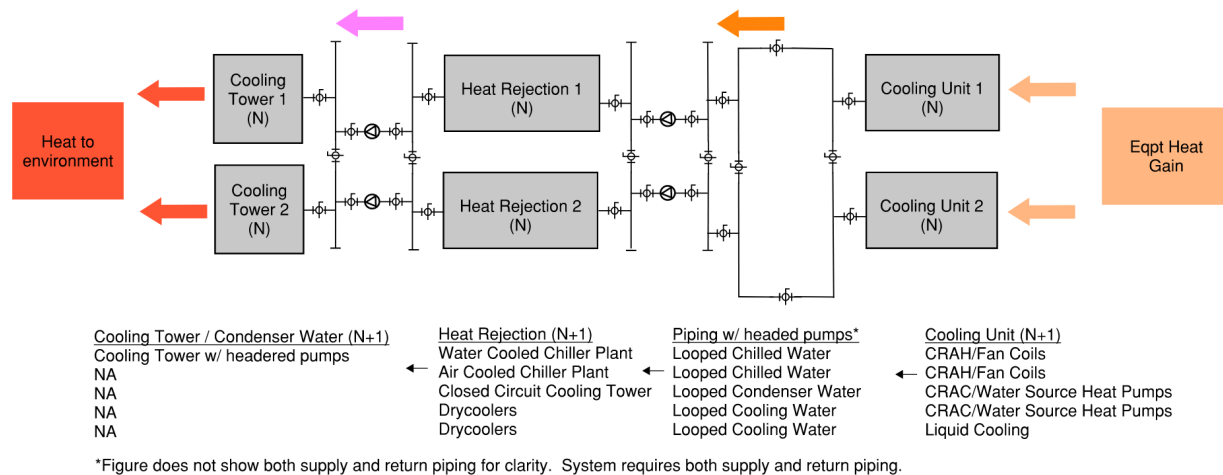 Cooling
Tower 1
(N)
Heat Rejection 1
(N)
Cooling Unit 1
(N)
Heat to
environment
Eqpt Heat
Gain
Cooling
Tower 2
(N)
Heat Rejection 2
(N)
Cooling Unit 2
(N)
Cooling Tower / Condenser Water (N+1)
Cooling Tower w/ headered pumps
NA
NA
NA
NA
Heat Rejection (N+1)
Water Cooled Chiller Plant
Air Cooled Chiller Plant
Closed Circuit Cooling Tower
Drycoolers
Drycoolers
Piping w/ headed pumps*
Looped Chilled Water
Looped Chilled Water
Looped Condenser Water
Looped Cooling Water
Looped Cooling Water
Cooling Unit (N+1)
CRAH/Fan Coils
CRAH/Fan Coils
CRAC/Water Source Heat Pumps
CRAC/Water Source Heat Pumps
Liquid Cooling
*Figure does not show both supply and return piping for clarity. System requires both supply and return piping.